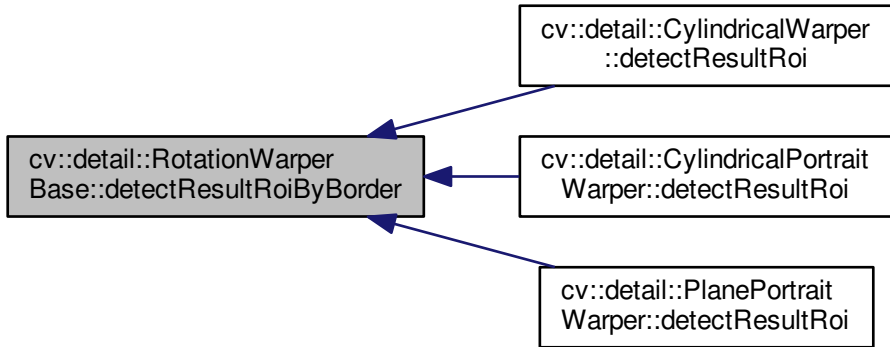 cv::detail::CylindricalWarper
::detectResultRoi
cv::detail::RotationWarper
Base::detectResultRoiByBorder
cv::detail::CylindricalPortrait
Warper::detectResultRoi
cv::detail::PlanePortrait
Warper::detectResultRoi